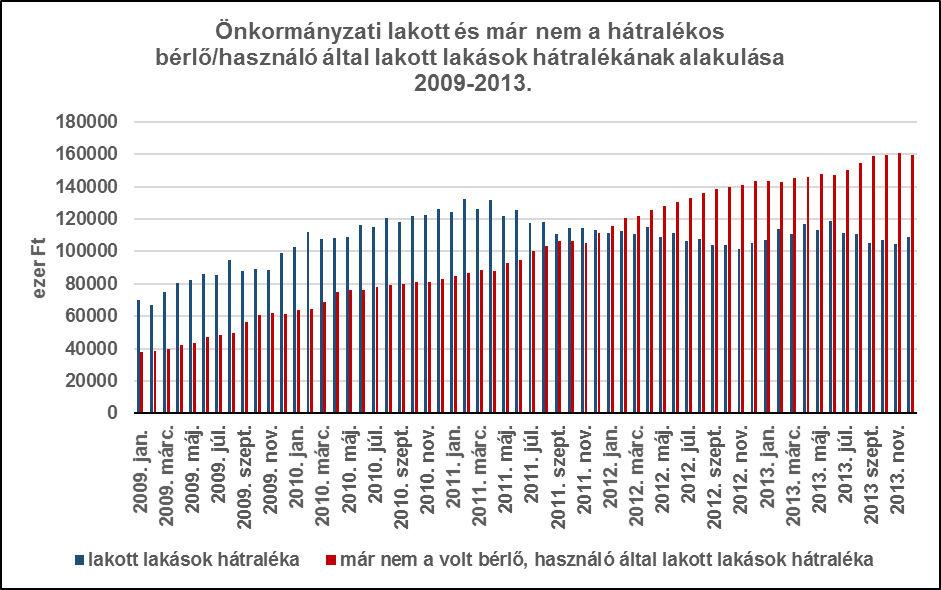 Önkormányzati lakott és már nem a hátralékos
bérlő/használó által lakott lakások hátralékának alakulása
2009-2013.
ezer Ft
180000
160000
140000
120000
100000
80000
60000
40000
20000
0
2009. jan.
2009. márc.
2009. máj.
2009. júl.
2009. szept.
2009. nov.
2010. jan.
2010. márc.
2010. máj.
2010. júl.
2010. szept.
2010. nov.
2011. jan.
2011. márc.
2011. máj.
2011. júl.
2011. szept.
2011. nov.
2012. jan.
2012. márc.
2012. máj.
2012. júl.
2012. szept.
2012. nov.
2013. jan.
2013. márc.
2013. máj.
2013. júl.
2013 szept.
2013. nov.
lakott lakások hátraléka
már nem a volt bérlő, használó által lakott lakások hátraléka